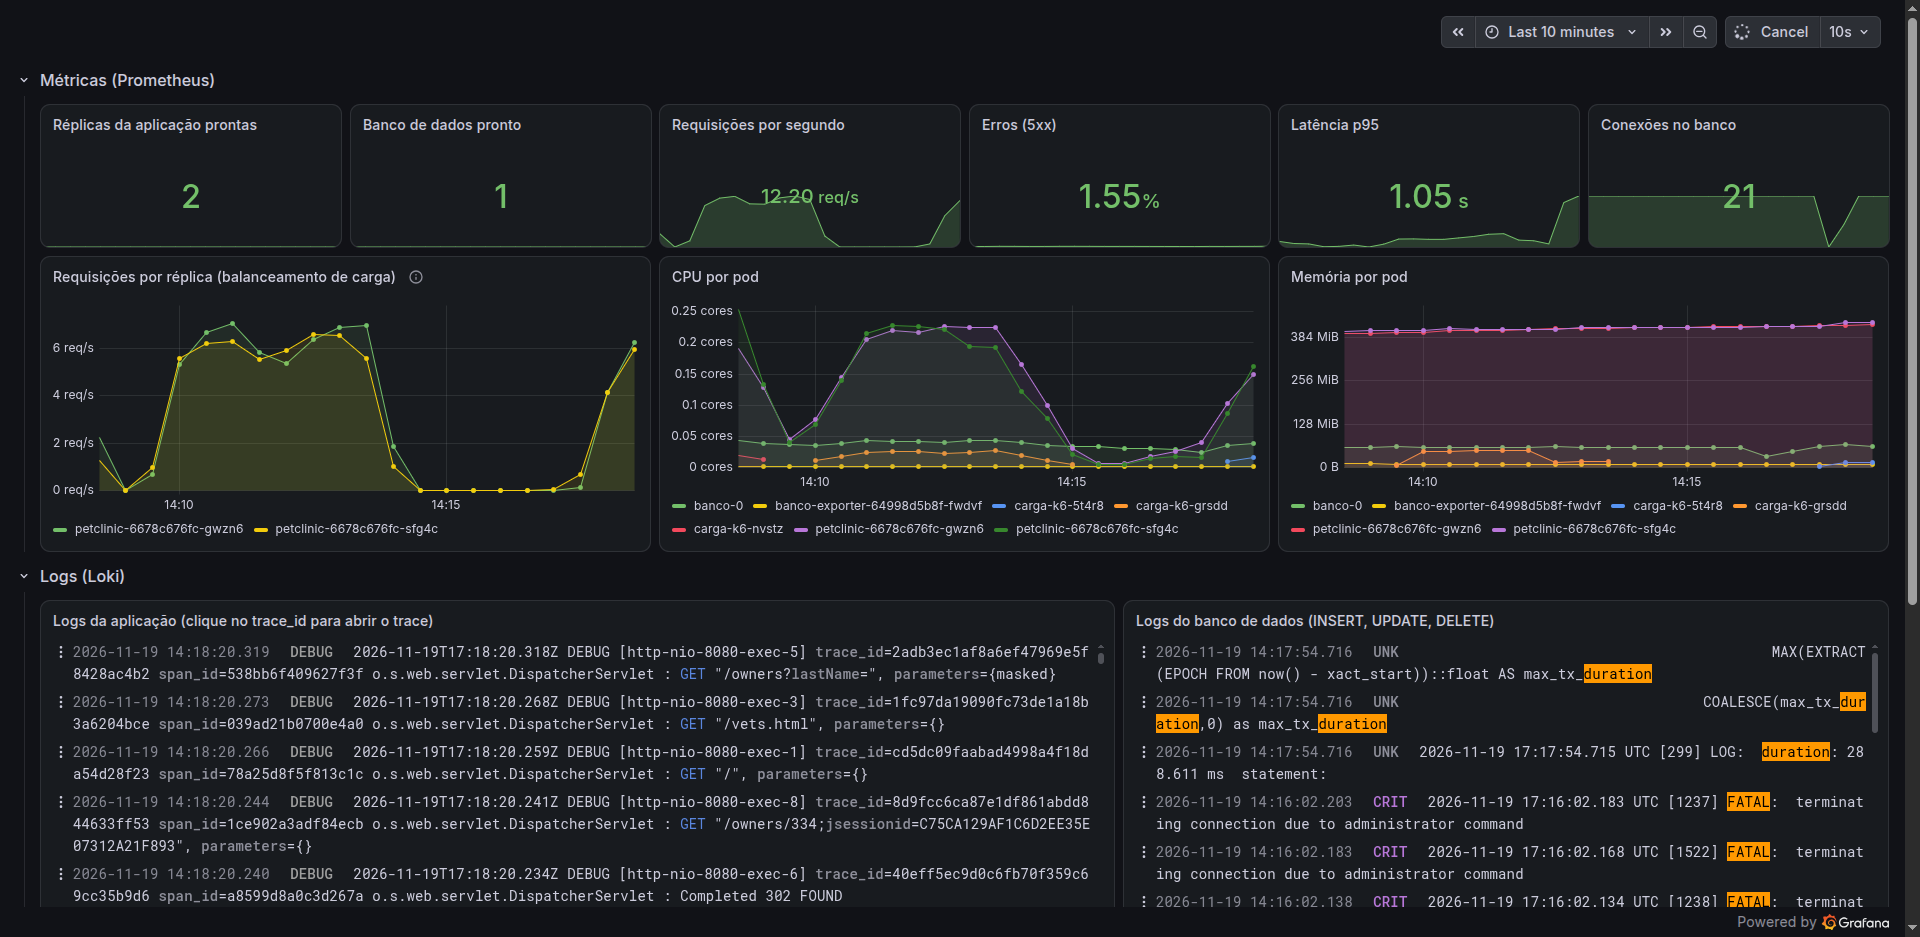 Last 10 minutes
Cancel
10s
Métricas (Prometheus)
Réplicas da aplicação prontas
2
Banco de dados pronto
1
Requisições por segundo
12.20 req/s
Erros (5xx)
1.55%
Latência p95
1.05 s
Conexões no banco
21
Requisições por réplica (balanceamento de carga)
6 req/s
4 req/s
2 req/s
0 req/s
14:10
14:15
petclinic-6678c676fc-gwzn6
petclinic-6678c676fc-sfg4c
CPU por pod
0.25 cores
0.2 cores
0.15 cores
0.1 cores
0.05 cores
0 cores
14:10
14:15
banco-0 banco-exporter-64998d5b8f-fwdvf carga-k6-5t4r8 carga-k6-grsdd
carga-k6-nvstz petclinic-6678c676fc-gwzn6 petclinic-6678c676fc-sfg4c
Memória por pod
384 MiB
256 MiB
128 MiB
0 B
14:10
14:15
banco-0 banco-exporter-64998d5b8f-fwdvf carga-k6-5t4r8 carga-k6-grsdd
petclinic-6678c676fc-gwzn6 petclinic-6678c676fc-sfg4c
Logs (Loki)
Logs da aplicação (clique no trace_id para abrir o trace)
2026-11-19 14:18:20.319 DEBUG 2026-11-19T17:18:20.318Z DEBUG [http-nio-8080-exec-5] trace_id=2adb3ec1af8a6ef47969e5f
8428ac4b2 span_id=538bb6f409627f3f o.s.web.servlet.DispatcherServlet : GET "/owners?lastName=", parameters={masked}
2026-11-19 14:18:20.273 DEBUG 2026-11-19T17:18:20.268Z DEBUG [http-nio-8080-exec-3] trace_id=1fc97da19090fc73de1a18b
3a6204bce span_id=039ad21b0700e4a0 o.s.web.servlet.DispatcherServlet : GET "/vets.html", parameters={}
2026-11-19 14:18:20.266 DEBUG 2026-11-19T17:18:20.259Z DEBUG [http-nio-8080-exec-1] trace_id=cd5dc09faabad4998a4f18d
a54d28f23 span_id=78a25d8f5f813c1c o.s.web.servlet.DispatcherServlet : GET "/", parameters={}
2026-11-19 14:18:20.244 DEBUG 2026-11-19T17:18:20.241Z DEBUG [http-nio-8080-exec-8] trace_id=8d9fcc6ca87e1df861abdd8
44633ff53 span_id=1ce902a3adf84ecb o.s.web.servlet.DispatcherServlet : GET "/owners/334;jsessionid=C75CA129AF1C6D2EE35E
07312A21F893", parameters={}
2026-11-19 14:18:20.240 DEBUG 2026-11-19T17:18:20.234Z DEBUG [http-nio-8080-exec-6] trace_id=40eff5ec9d0c6fb70f359c6
9cc35b9d6 span_id=a8599d8a0c3d267a o.s.web.servlet.DispatcherServlet : Completed 302 FOUND
Logs do banco de dados (INSERT, UPDATE, DELETE)
2026-11-19 14:17:54.716 UNK MAX(EXTRACT
(EPOCH FROM now() - xact_start))::float AS max_tx_duration
2026-11-19 14:17:54.716 UNK COALESCE(max_tx_dur
ation,0) as max_tx_duration
2026-11-19 14:17:54.716 UNK 2026-11-19 17:17:54.715 UTC [299] LOG: duration: 28
8.611 ms statement:
2026-11-19 14:16:02.203 CRIT 2026-11-19 17:16:02.183 UTC [1237] FATAL: terminat
ing connection due to administrator command
2026-11-19 14:16:02.183 CRIT 2026-11-19 17:16:02.168 UTC [1522] FATAL: terminat
ing connection due to administrator command
2026-11-19 14:16:02.138 CRIT 2026-11-19 17:16:02.134 UTC [1238] FATAL: terminat
Powered by Grafana